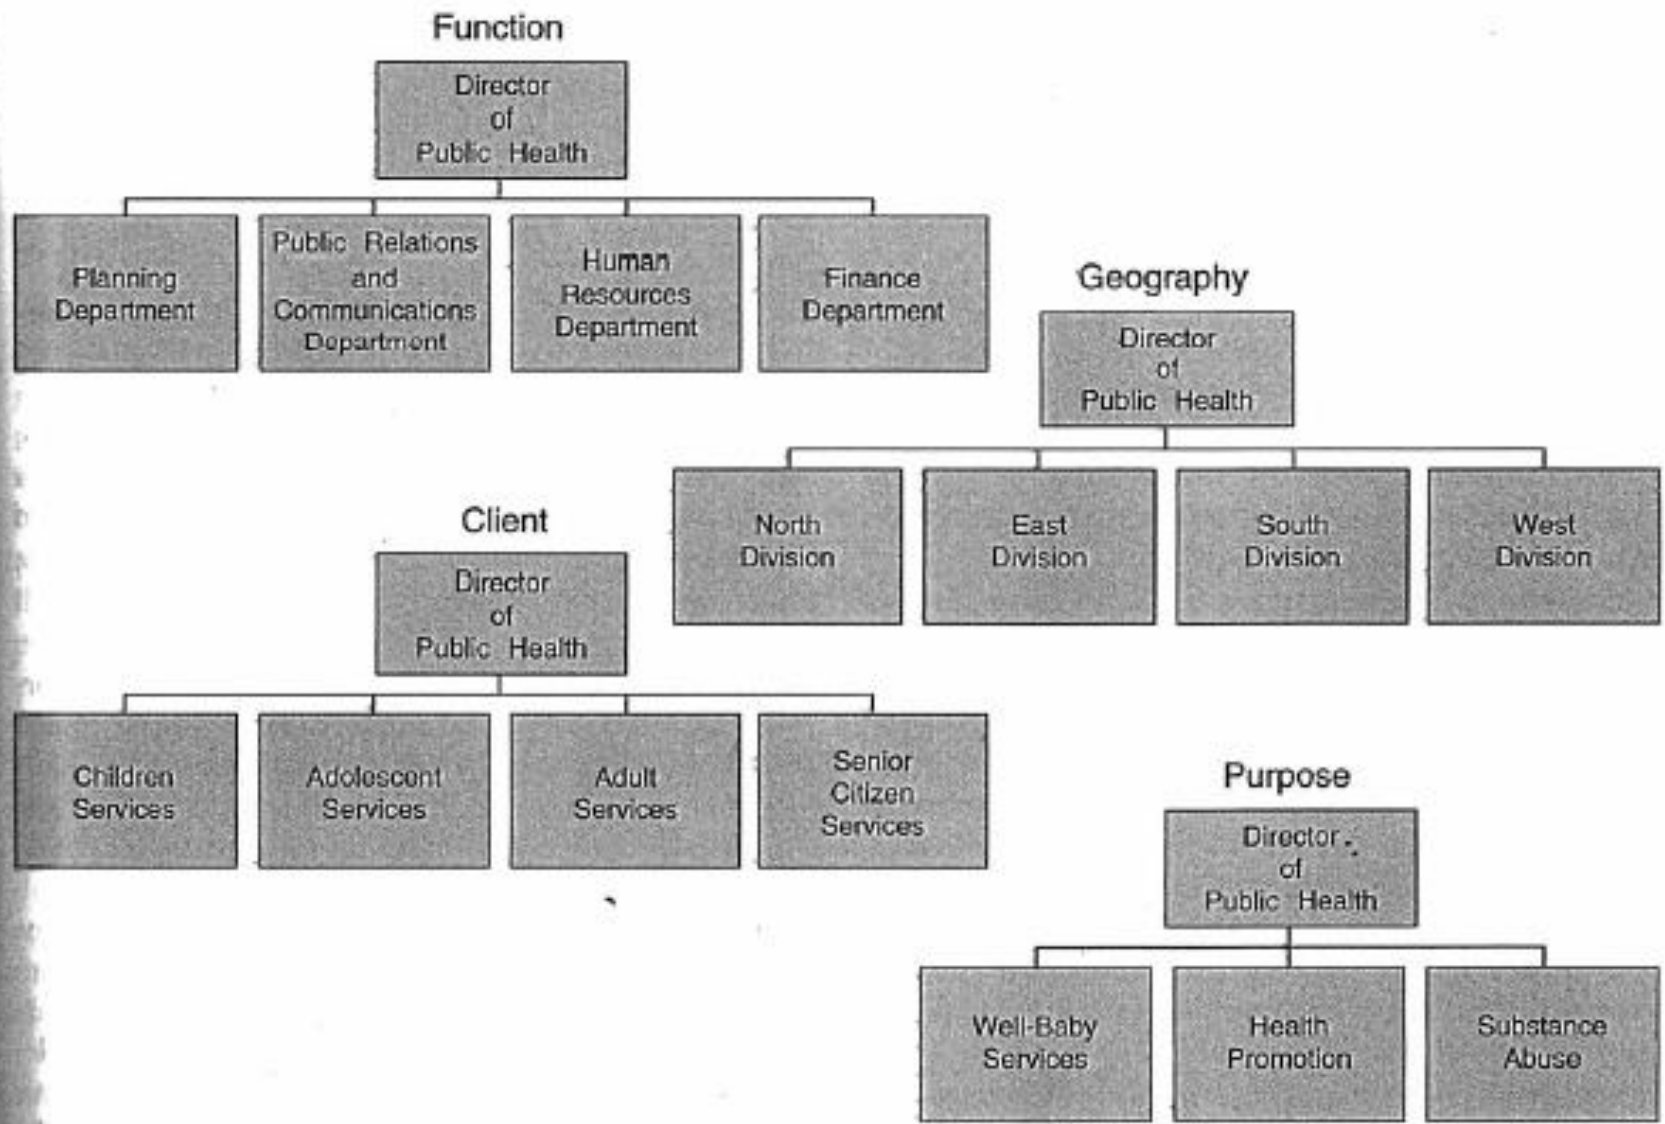 Function
Director
of
Public Health
Planning
Department
Public Relations
and
Communications
Department
Human
Resources
Department
Finance
Department
Geography
Director
of
Public Health
North
Division
East
Division
South
Division
West
Division
Client
Director
of
Public Health
Children
Services
Adolescent
Services
Adult
Services
Senior
Citizen
Services
Purpose
Director
of
Public Health
Well-Baby
Services
Health
Promotion
Substance
Abuse